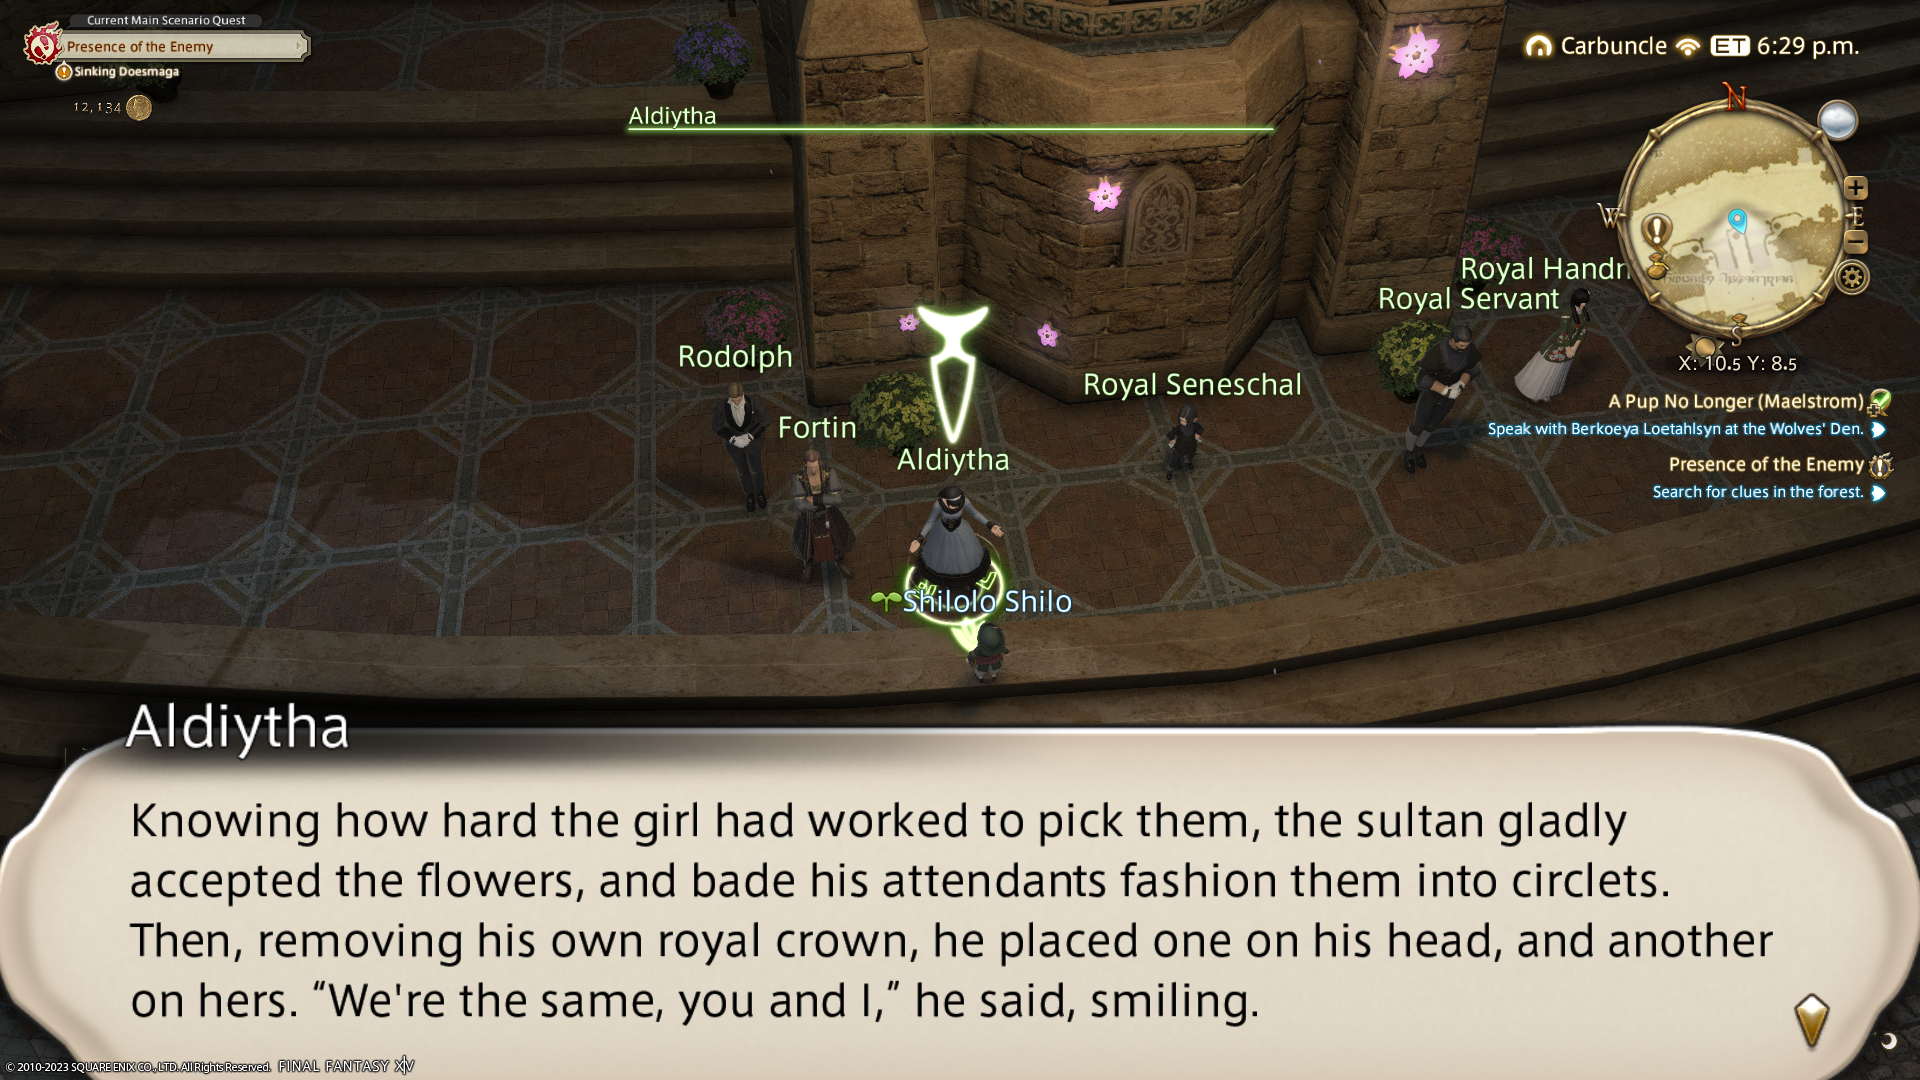 Current Main Scenario Quest
Presence of the Enemy
Sinking Doesmaga
12,134
Carbuncle ET 6:29 p.m.
Aldiytha
N
W
E
S
X: 10.5 Y: 8.5
Royal Handm
Royal Servant
Rodolph
Royal Seneschal
Fortin
Aldiytha
Shilolo Shilo
A Pup No Longer (Maelstrom)
Speak with Berkoeya Loetahlsyn at the Wolves' Den.
Presence of the Enemy
Search for clues in the forest.
Aldiytha
Knowing how hard the girl had worked to pick them, the sultan gladly
accepted the flowers, and bade his attendants fashion them into circlets.
Then, removing his own royal crown, he placed one on his head, and another
on hers. “We're the same, you and I,” he said, smiling.
© 2010-2023 SQUARE ENIX CO., LTD. All Rights Reserved. FINAL FANTASY XIV